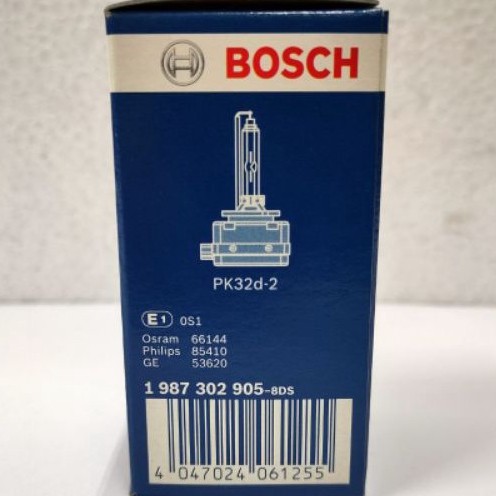 BOSCH
PK32d-2
E1 0S1
Osram 66144
Philips 85410
GE 53620
1 987 302 905-8DS
4 047024 061255